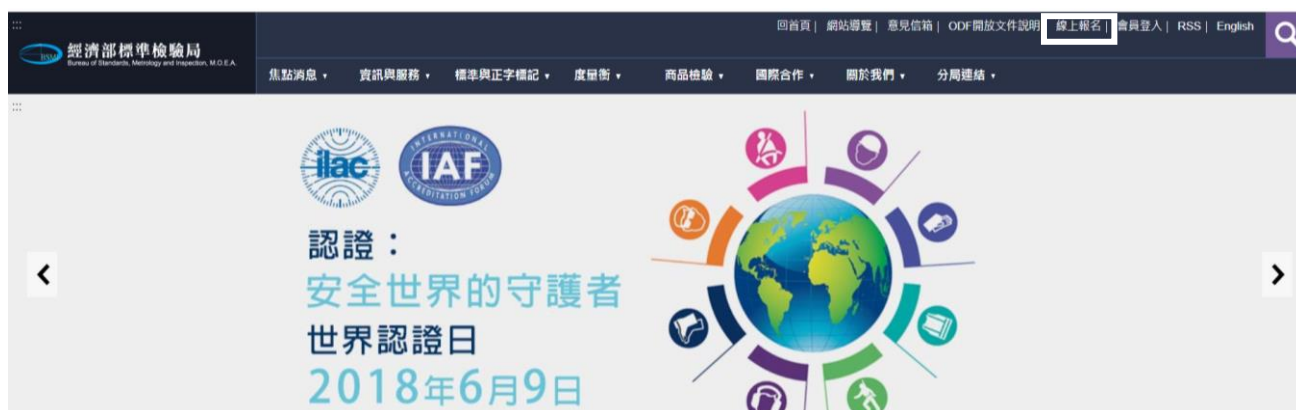 回首頁 | 網站導覽 | 意見信箱 | ODF開放文件說明 線上報名 | 會員登入 | RSS | English
BSMI 經濟部標準檢驗局
Bureau of Standards, Metrology and Inspection, M.O.E.A.
焦點消息 資訊與服務 標準與正字標記 度量衡 商品檢驗 國際合作 關於我們 分局連結
ilac
INTERNATIONAL
IAF
ACCREDITATION FORUM
認證：
安全世界的守護者
世界認證日
2018年6月9日